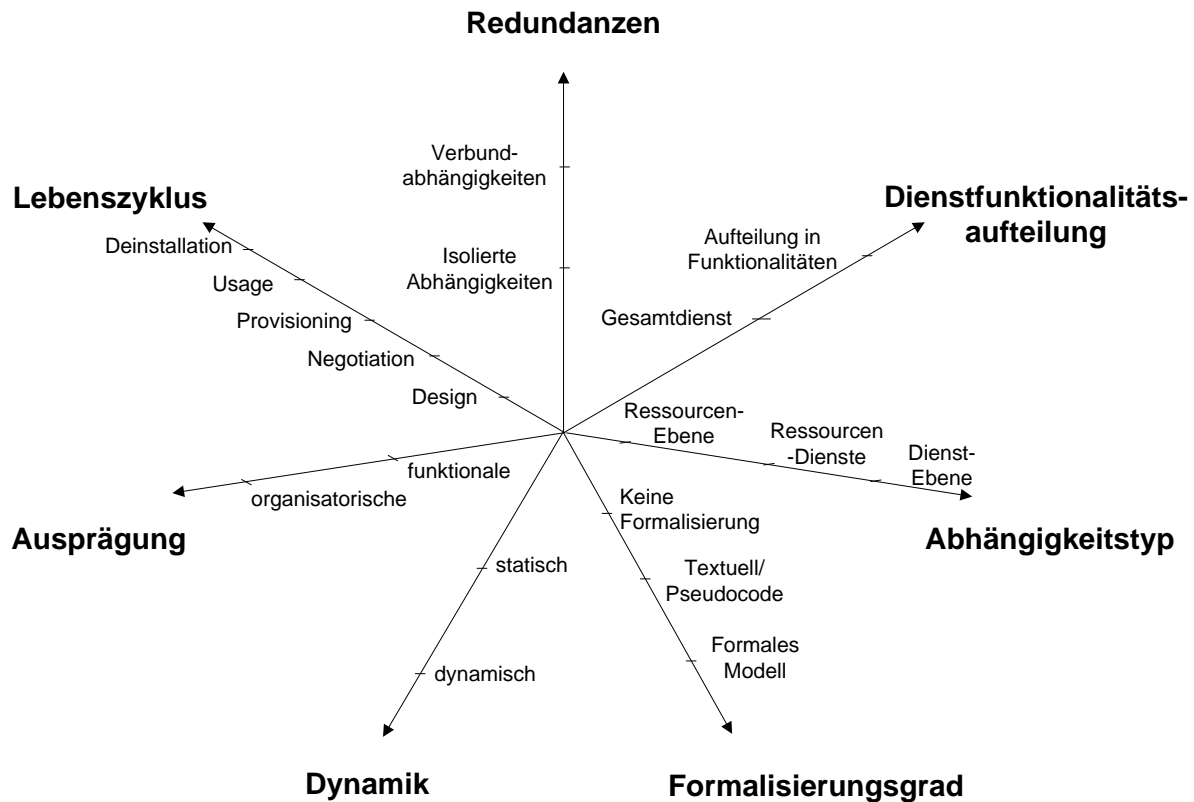 Redundanzen
Verbund-
abhängigkeiten
Isolierte
Abhängigkeiten
Lebenszyklus
Deinstallation
Usage
Provisioning
Negotiation
Design
Dienstfunktionalitäts-
aufteilung
Aufteilung in
Funktionalitäten
Gesamtdienst
Ressourcen-
Ebene
Ressourcen
-Dienste
Dienst-
Ebene
Abhängigkeitstyp
funktionale
organisatorische
Ausprägung
statisch
dynamisch
Dynamik
Keine
Formalisierung
Textuell/
Pseudocode
Formales
Modell
Formalisierungsgrad